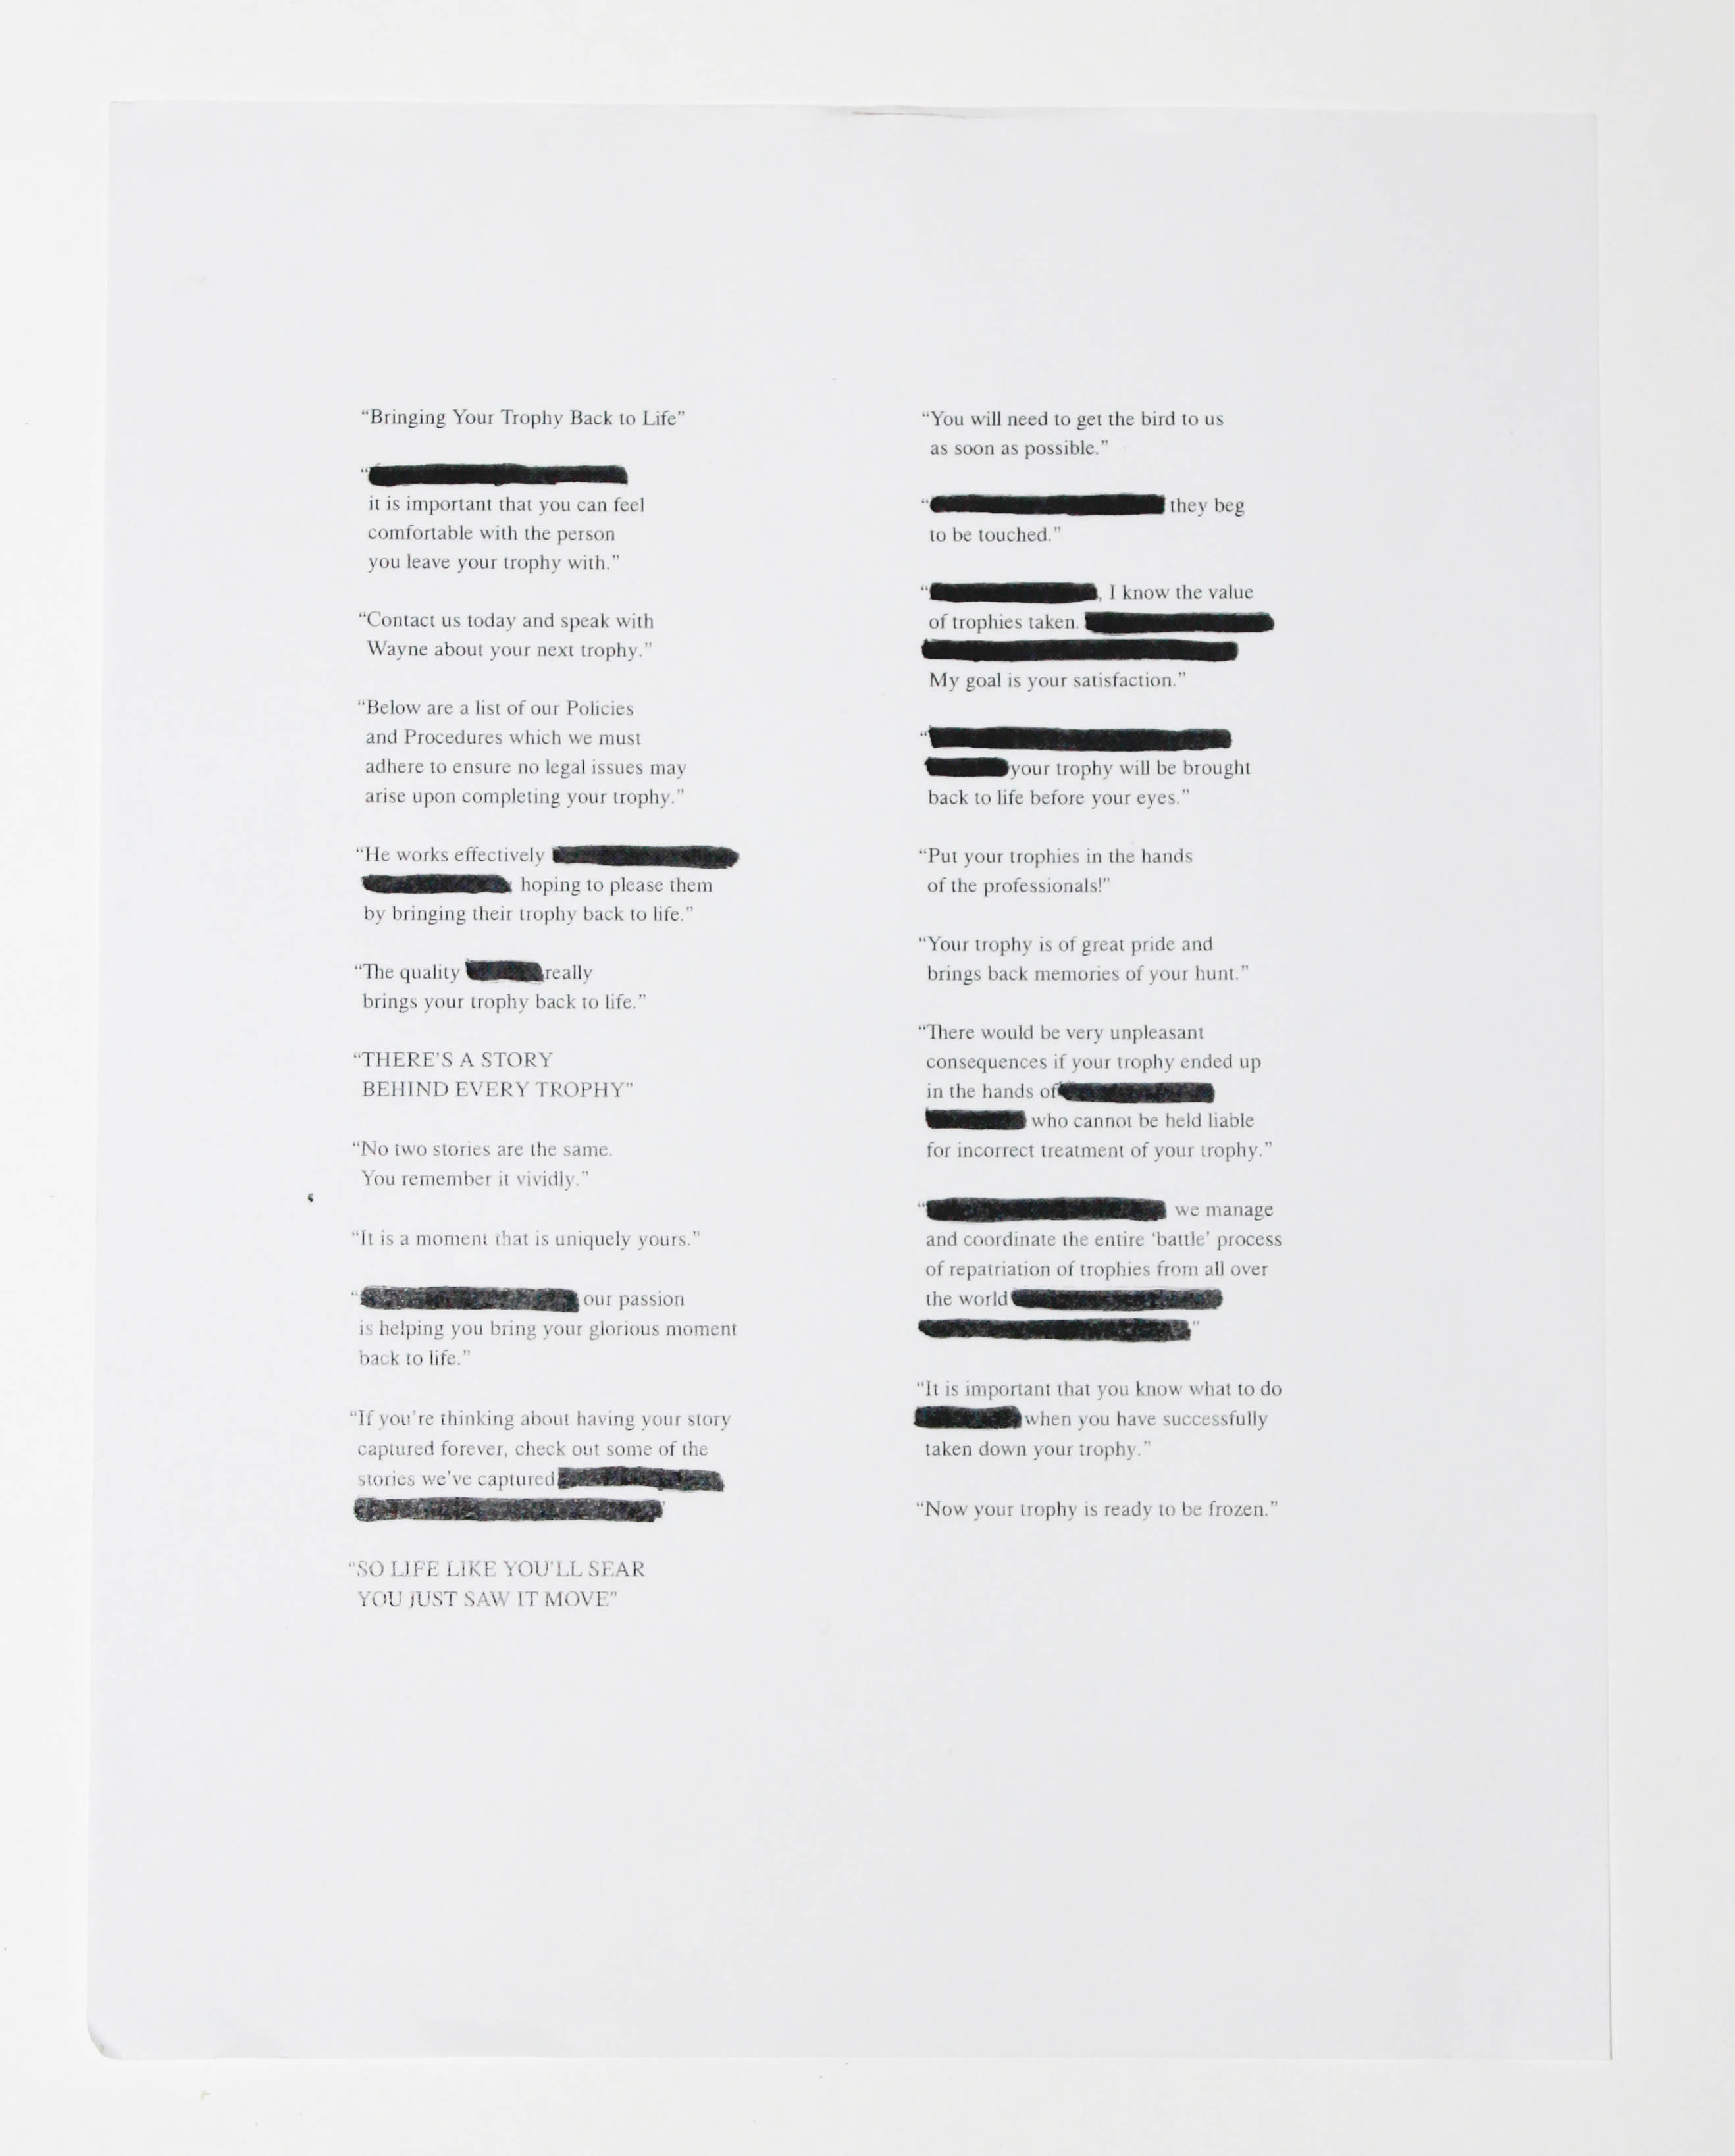 “Bringing Your Trophy Back to Life”
“
it is important that you can feel
comfortable with the person
you leave your trophy with.”
“Contact us today and speak with
Wayne about your next trophy.”
“Below are a list of our Policies
and Procedures which we must
adhere to ensure no legal issues may
arise upon completing your trophy.”
“He works effectively
hoping to please them
by bringing their trophy back to life.”
“The quality really
brings your trophy back to life.”
“THERE'S A STORY
BEHIND EVERY TROPHY”
“No two stories are the same.
You remember it vividly.”
“It is a moment that is uniquely yours.”
“ our passion
is helping you bring your glorious moment
back to life.”
“If you're thinking about having your story
captured forever, check out some of the
stories we've captured
“SO LIFE LIKE YOU'LL SEAR
YOU JUST SAW IT MOVE”
“You will need to get the bird to us
as soon as possible.”
“ they beg
to be touched.”
“ , I know the value
of trophies taken.
My goal is your satisfaction.”
“
your trophy will be brought
back to life before your eyes.”
“Put your trophies in the hands
of the professionals!”
“Your trophy is of great pride and
brings back memories of your hunt.”
“There would be very unpleasant
consequences if your trophy ended up
in the hands of
who cannot be held liable
for incorrect treatment of your trophy.”
“ we manage
and coordinate the entire ‘battle’ process
of repatriation of trophies from all over
the world
”
“It is important that you know what to do
when you have successfully
taken down your trophy.”
“Now your trophy is ready to be frozen.”